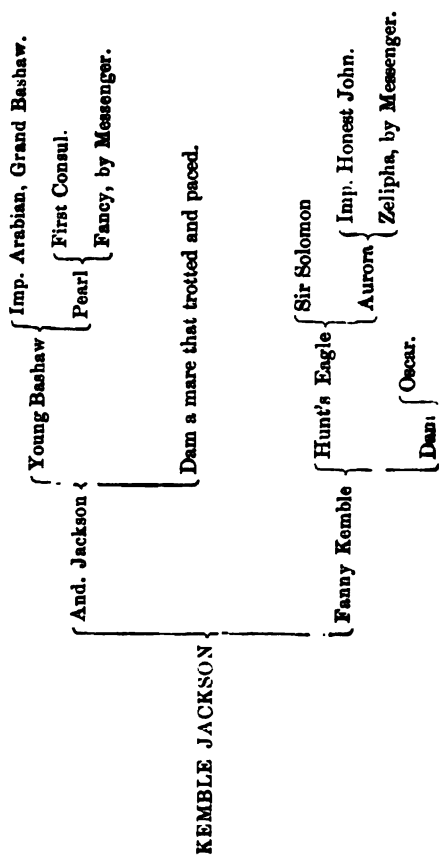 KEMBLE JACKSON
And. Jackson
Young Bashaw
Imp. Arabian, Grand Bashaw.
Pearl
First Consul.
Fancy, by Messenger.
Dam a mare that trotted and paced.
Fanny Kemble
Hunt's Eagle
Sir Solomon
Aurora
Imp. Honest John.
Zelipha, by Messenger.
Dam
Oscar.